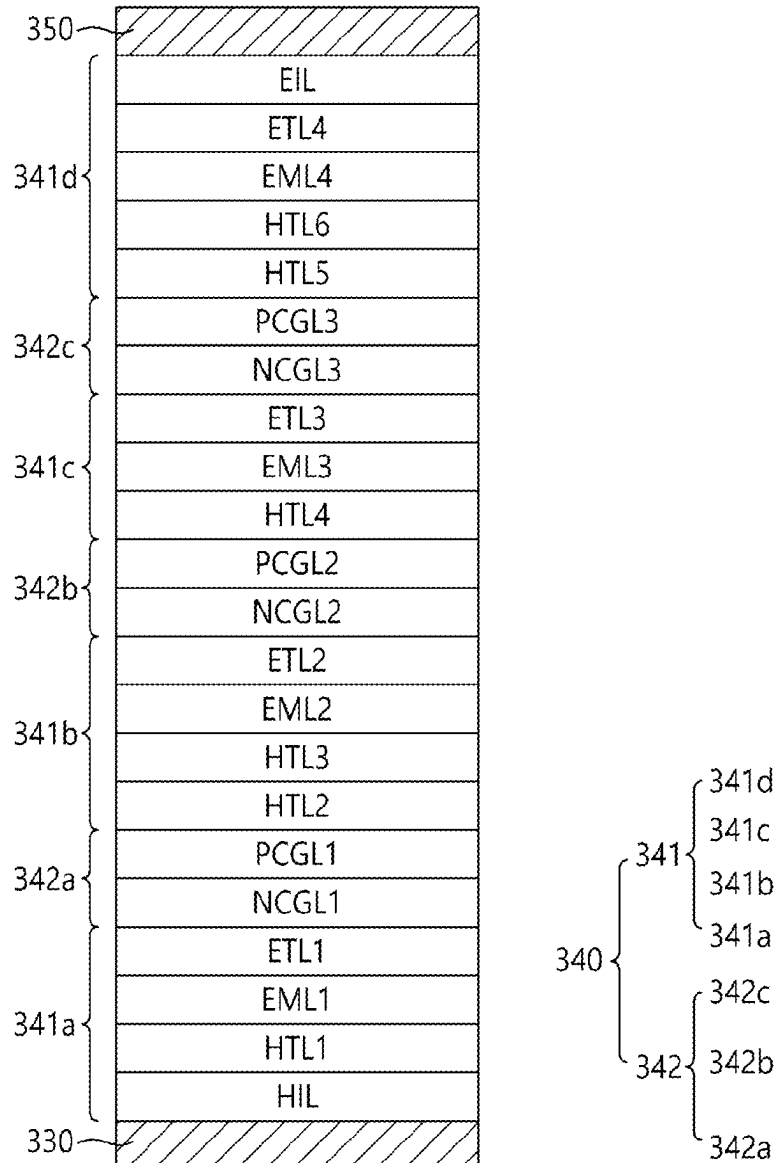 350
EIL
ETL4
341d
EML4
HTL6
HTL5
PCGL3
342c
NCGL3
ETL3
341c
EML3
HTL4
PCGL2
342b
NCGL2
ETL2
EML2
341b
HTL3
HTL2
PCGL1
342a
NCGL1
ETL1
EML1
341a
HTL1
HIL
330
341d
341c
341
341b
341a
340
342c
342
342b
342a